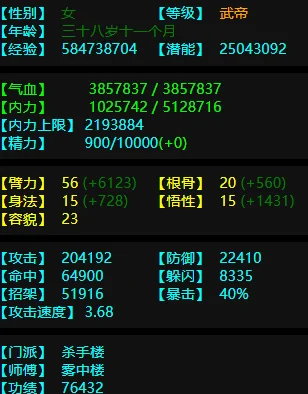 【性别】 女 【等级】 武帝
【年龄】 三十八岁十一个月
【经验】 584738704 【潜能】 25043092
【气血】 3857837 / 3857837
【内力】 1025742 / 5128716
【内力上限】 2193884
【精力】 900/10000(+0)
【臂力】 56 (+6123) 【根骨】 20 (+560)
【身法】 15 (+728) 【悟性】 15 (+1431)
【容貌】 23
【攻击】 204192 【防御】 22410
【命中】 64900 【躲闪】 8335
【招架】 51916 【暴击】 40%
【攻击速度】 3.68
【门派】 杀手楼
【师傅】 雾中楼
【功绩】 76432